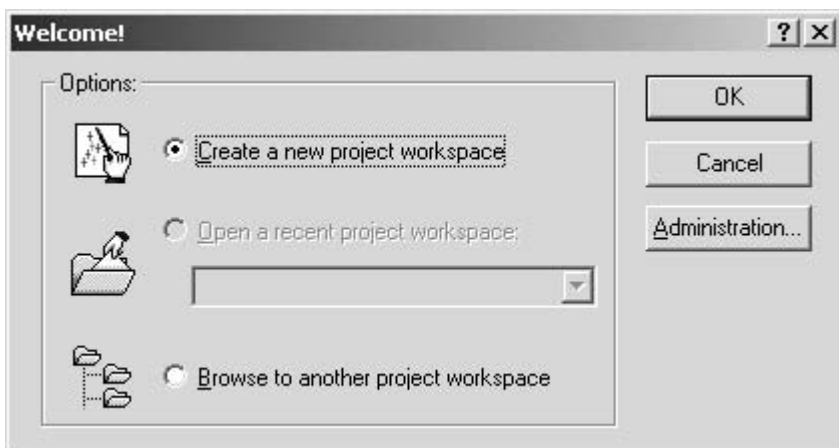 Welcome!
Options:
Create a new project workspace
Open a recent project workspace:
Browse to another project workspace
OK
Cancel
Administration...